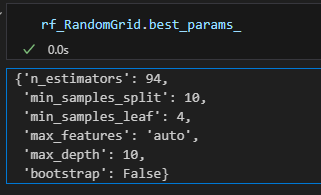 rf_RandomGrid.best_params_
0.0s
{'n_estimators': 94,
'min_samples_split': 10,
'min_samples_leaf': 4,
'max_features': 'auto',
'max_depth': 10,
'bootstrap': False}